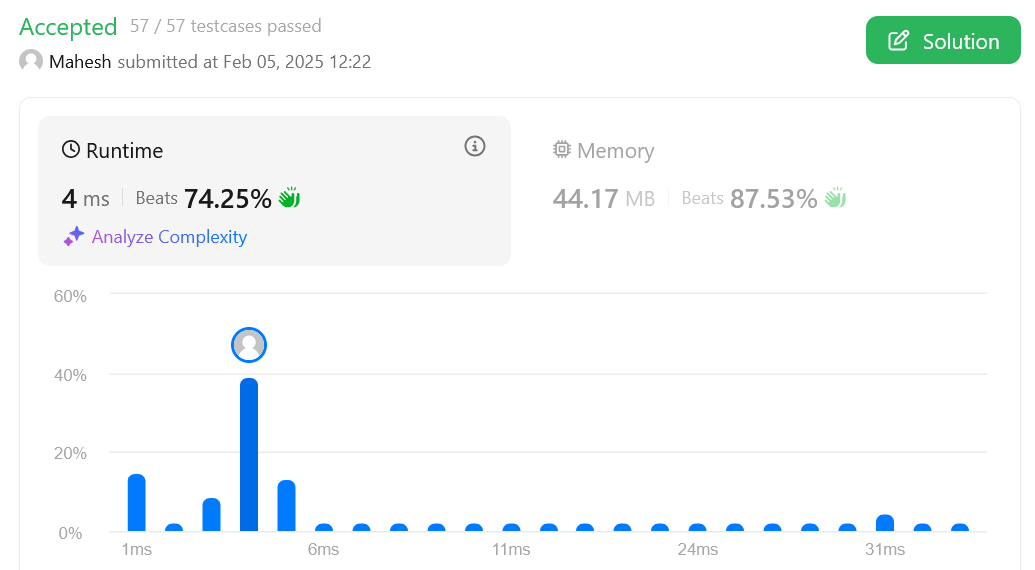 Accepted 57 / 57 testcases passed
Mahesh submitted at Feb 05, 2025 12:22
Solution
Runtime
4 ms Beats 74.25%
Analyze Complexity
Memory
44.17 MB Beats 87.53%
60%
40%
20%
0%
1ms 6ms 11ms 24ms 31ms